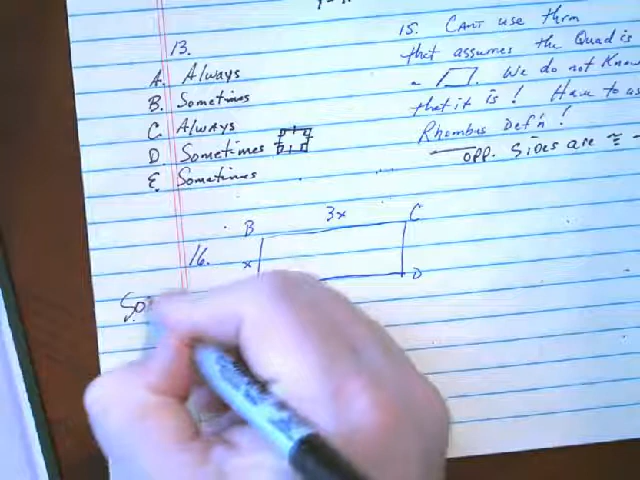 13.
A. Always
B. Sometimes
C. Always
D Sometimes
E. Sometimes
15. CAN'T use thm
that assumes the Quad is
a . We do not Know
that it is! Have to
Rhombus Def'n!
opp. sides are ≅
16.
B 3x C
x D
So